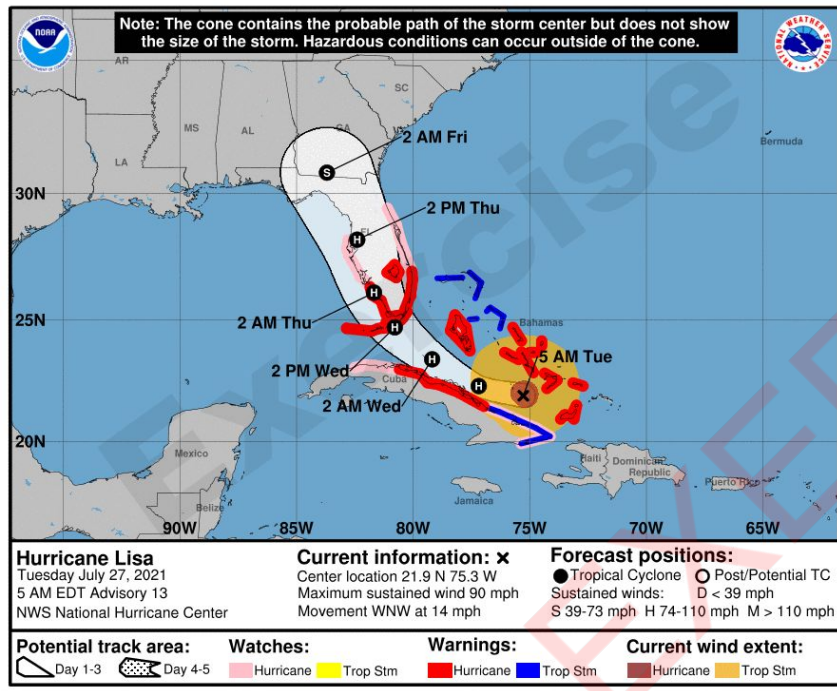 Note: The cone contains the probable path of the storm center but does not show
the size of the storm. Hazardous conditions can occur outside of the cone.
NOAA
NATIONAL WEATHER SERVICE
AR
SC
MS
AL
GA
LA
Bermuda
2 AM Fri
S
30N
2 PM Thu
FL
H
H
2 AM Thu
25N
Bahamas
H
2 PM Wed
5 AM Tue
H
Cuba
H
2 AM Wed
20N
Mexico
Haiti
Dominican
Republic
Puerto Rico
Jamaica
Belize
90W
85W
80W
75W
70W
65W
Exercise
EXER
Hurricane Lisa
Tuesday July 27, 2021
5 AM EDT Advisory 13
NWS National Hurricane Center
Current information: x
Center location 21.9 N 75.3 W
Maximum sustained wind 90 mph
Movement WNW at 14 mph
Forecast positions:
Tropical Cyclone Post/Potential TC
Sustained winds: D < 39 mph
S 39-73 mph H 74-110 mph M > 110 mph
Potential track area:
Day 1-3 Day 4-5
Watches:
Hurricane Trop Stm
Warnings:
Hurricane Trop Stm
Current wind extent:
Hurricane Trop Stm